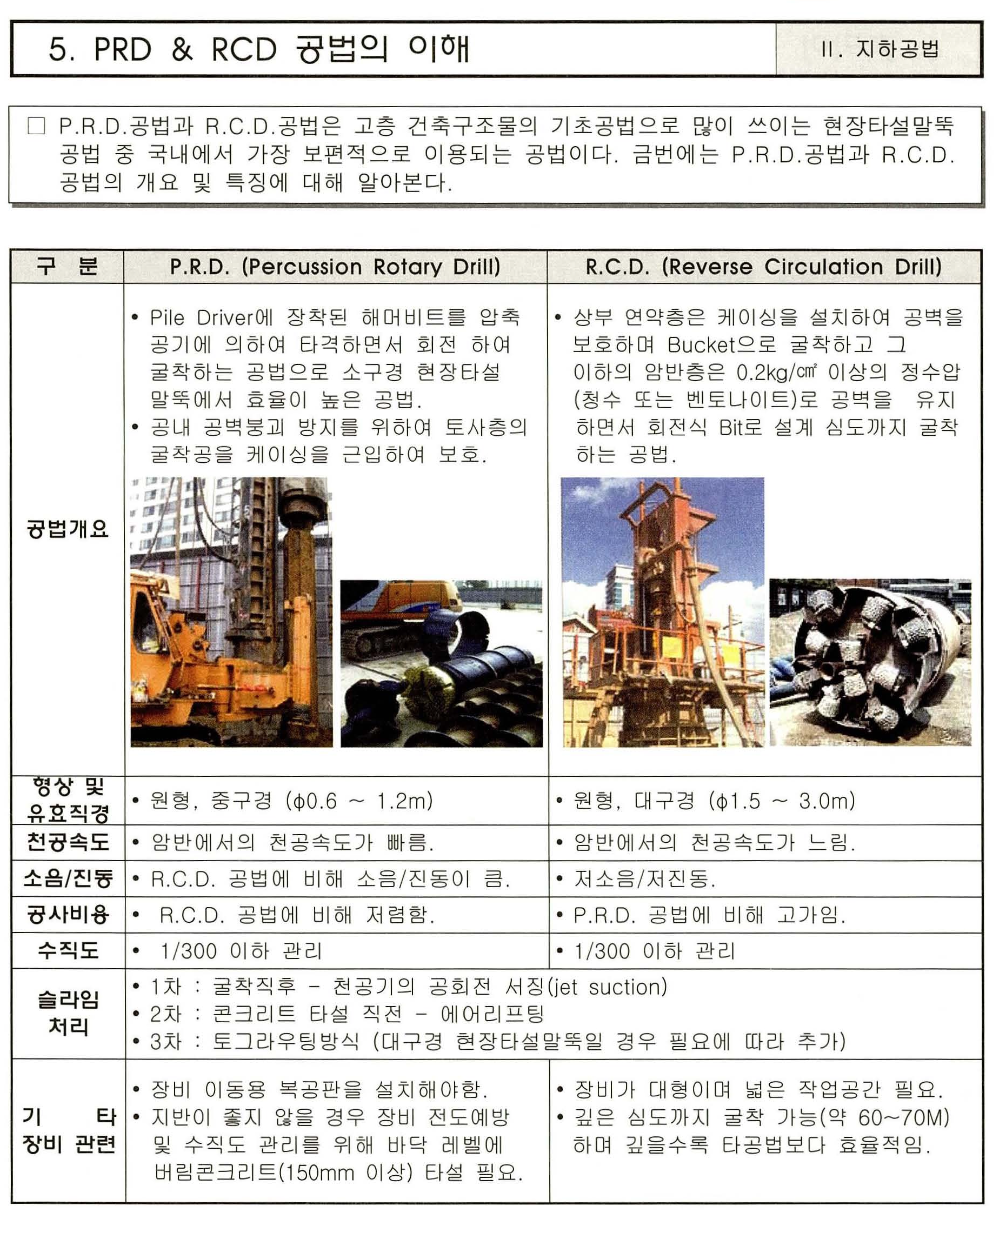 5. PRD & RCD 공법의 이해
II. 지하공법
□ P.R.D.공법과 R.C.D.공법은 고층 건축구조물의 기초공법으로 많이 쓰이는 현장타설말뚝
공법 중 국내에서 가장 보편적으로 이용되는 공법이다. 금번에는 P.R.D.공법과 R.C.D.
공법의 개요 및 특징에 대해 알아본다.
구 분
P.R.D. (Percussion Rotary Drill)
R.C.D. (Reverse Circulation Drill)
공법개요
• Pile Driver에 장착된 해머비트를 압축
공기에 의하여 타격하면서 회전 하여
굴착하는 공법으로 소구경 현장타설
말뚝에서 효율이 높은 공법.
• 공내 공벽붕괴 방지를 위하여 토사층의
굴착공을 케이싱을 근입하여 보호.
• 상부 연약층은 케이싱을 설치하여 공벽을
보호하며 Bucket으로 굴착하고 그
이하의 암반층은 0.2kg/㎠ 이상의 정수압
(청수 또는 벤토나이트)로 공벽을 유지
하면서 회전식 Bit로 설계 심도까지 굴착
하는 공법.
형상 및
유효직경
• 원형, 중구경 (φ0.6 ~ 1.2m)
• 원형, 대구경 (φ1.5 ~ 3.0m)
천공속도
• 암반에서의 천공속도가 빠름.
• 암반에서의 천공속도가 느림.
소음/진동
• R.C.D. 공법에 비해 소음/진동이 큼.
• 저소음/저진동.
공사비용
• R.C.D. 공법에 비해 저렴함.
• P.R.D. 공법에 비해 고가임.
수직도
• 1/300 이하 관리
• 1/300 이하 관리
슬라임
처리
• 1차 : 굴착직후 - 천공기의 공회전 서징(jet suction)
• 2차 : 콘크리트 타설 직전 - 에어리프팅
• 3차 : 토그라우팅방식 (대구경 현장타설말뚝일 경우 필요에 따라 추가)
기 타
장비 관련
• 장비 이동용 복공판을 설치해야함.
• 지반이 좋지 않을 경우 장비 전도예방
및 수직도 관리를 위해 바닥 레벨에
버림콘크리트(150mm 이상) 타설 필요.
• 장비가 대형이며 넓은 작업공간 필요.
• 깊은 심도까지 굴착 가능(약 60~70M)
하며 깊을수록 타공법보다 효율적임.